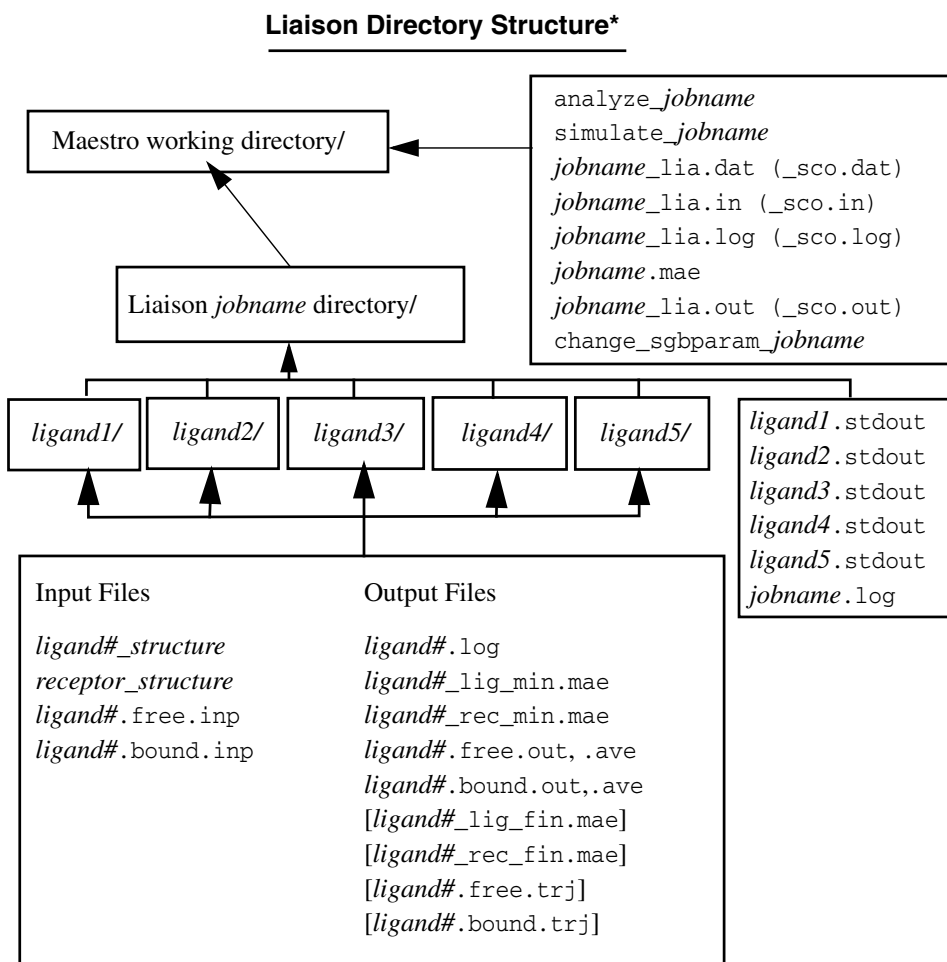 Liaison Directory Structure*
Maestro working directory/
analyze_jobname
simulate_jobname
jobname_lia.dat (_sco.dat)
jobname_lia.in (_sco.in)
jobname_lia.log (_sco.log)
jobname.mae
jobname_lia.out (_sco.out)
change_sgbparam_jobname
Liaison jobname directory/
ligand1/
ligand2/
ligand3/
ligand4/
ligand5/
ligand1.stdout
ligand2.stdout
ligand3.stdout
ligand4.stdout
ligand5.stdout
jobname.log
Input Files
ligand#_structure
receptor_structure
ligand#.free.inp
ligand#.bound.inp
Output Files
ligand#.log
ligand#_lig_min.mae
ligand#_rec_min.mae
ligand#.free.out, .ave
ligand#.bound.out,.ave
[ligand#_lig_fin.mae]
[ligand#_rec_fin.mae]
[ligand#.free.trj]
[ligand#.bound.trj]